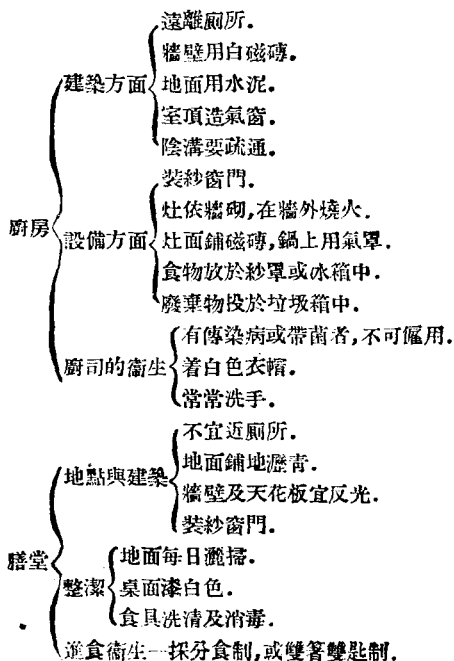 遠離廁所.
牆壁用白磁磚.
建築方面
地面用水泥.
室頂造氣窗.
陰溝要疏通.
裝紗窗門.
灶依牆砌,在牆外燒火.
廚房
設備方面
灶面鋪磁磚,鍋上用氣罩.
食物放於紗罩或冰箱中.
廢棄物投於垃圾箱中.
有傳染病或帶菌者,不可僱用.
廚司的衞生
着白色衣帽.
常常洗手.
不宜近廁所.
地點與建築
地面鋪地瀝青.
牆壁及天花板宜反光.
裝紗窗門.
膳堂
地面每日灑掃.
整潔
桌面漆白色.
食具洗清及消毒.
進食衞生—採分食制,或雙箸雙匙制.